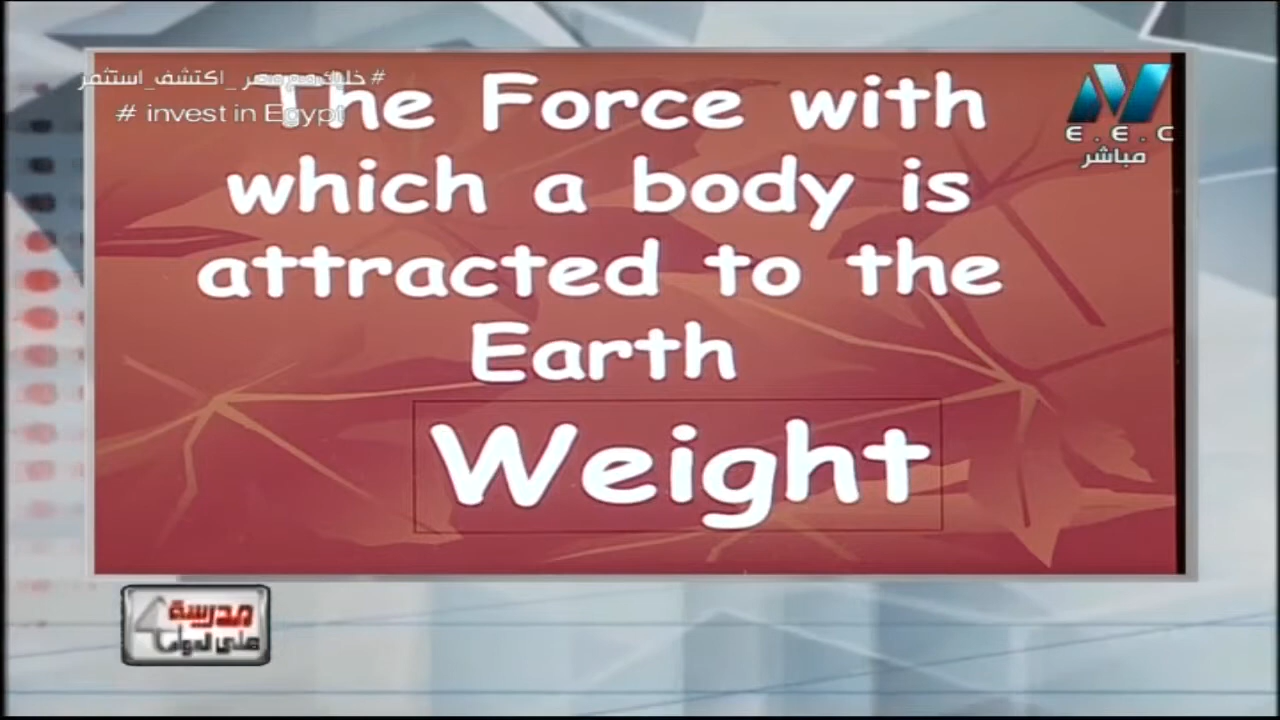 #خليك_مع_مصر_اكتشف_استثمر
# invest in Egypt
The Force with
which a body is
attracted to the
Earth
Weight
E.E.C
مباشر
مدرسة
على الهواء